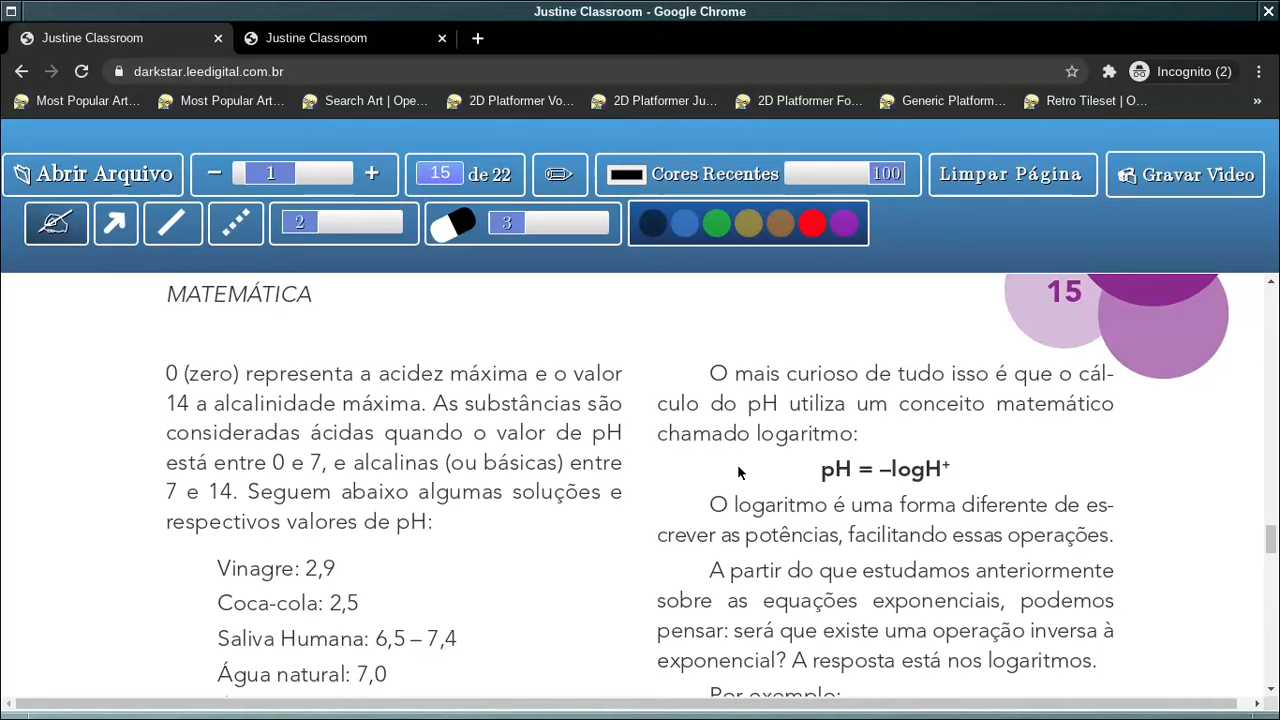 Justine Classroom - Google Chrome
Justine Classroom
Justine Classroom
darkstar.leedigital.com.br
Incognito (2)
Most Popular Art...
Most Popular Art...
Search Art | Ope...
2D Platformer Vo...
2D Platformer Ju...
2D Platformer Fo...
Generic Platform...
Retro Tileset | O...
»
Abrir Arquivo
− 1 +
15 de 22
Cores Recentes 100
Limpar Página
Gravar Video
2
3
MATEMÁTICA
15
0 (zero) representa a acidez máxima e o valor
14 a alcalinidade máxima. As substâncias são
consideradas ácidas quando o valor de pH
está entre 0 e 7, e alcalinas (ou básicas) entre
7 e 14. Seguem abaixo algumas soluções e
respectivos valores de pH:
Vinagre: 2,9
Coca-cola: 2,5
Saliva Humana: 6,5 – 7,4
Água natural: 7,0
O mais curioso de tudo isso é que o cál-
culo do pH utiliza um conceito matemático
chamado logaritmo:
pH = –logH⁺
O logaritmo é uma forma diferente de es-
crever as potências, facilitando essas operações.
A partir do que estudamos anteriormente
sobre as equações exponenciais, podemos
pensar: será que existe uma operação inversa à
exponencial? A resposta está nos logaritmos.
Por exemplo: